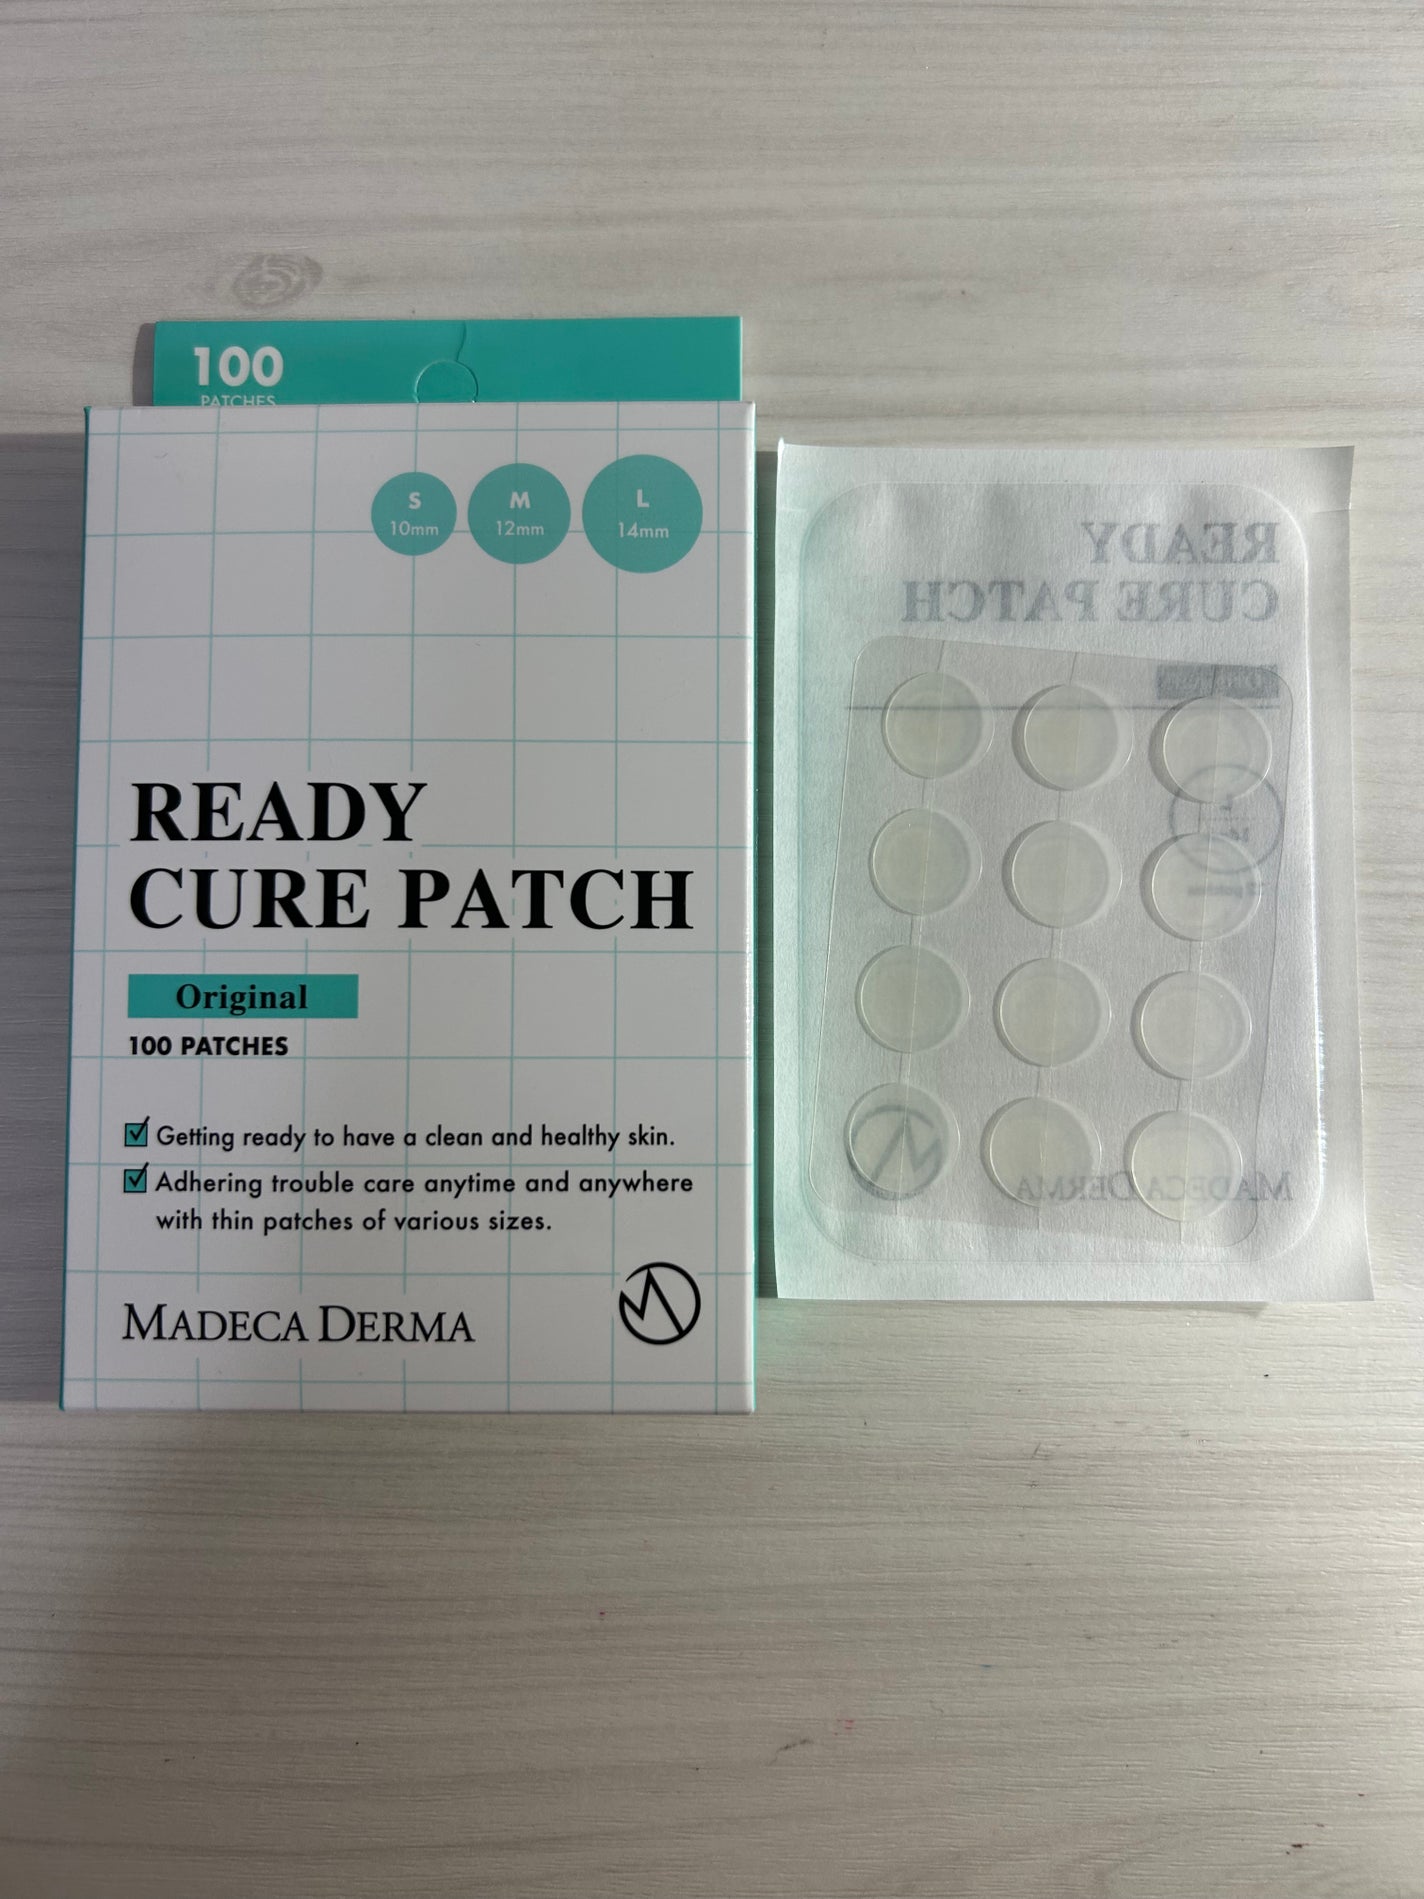 100
PATCHES
S
10mm
M
12mm
L
14mm
READY
CURE PATCH
Original
100 PATCHES
Getting ready to have a clean and healthy skin.
Adhering trouble care anytime and anywhere
with thin patches of various sizes.
MADECA DERMA
READY
CURE PATCH
patches
MADECA DERMA